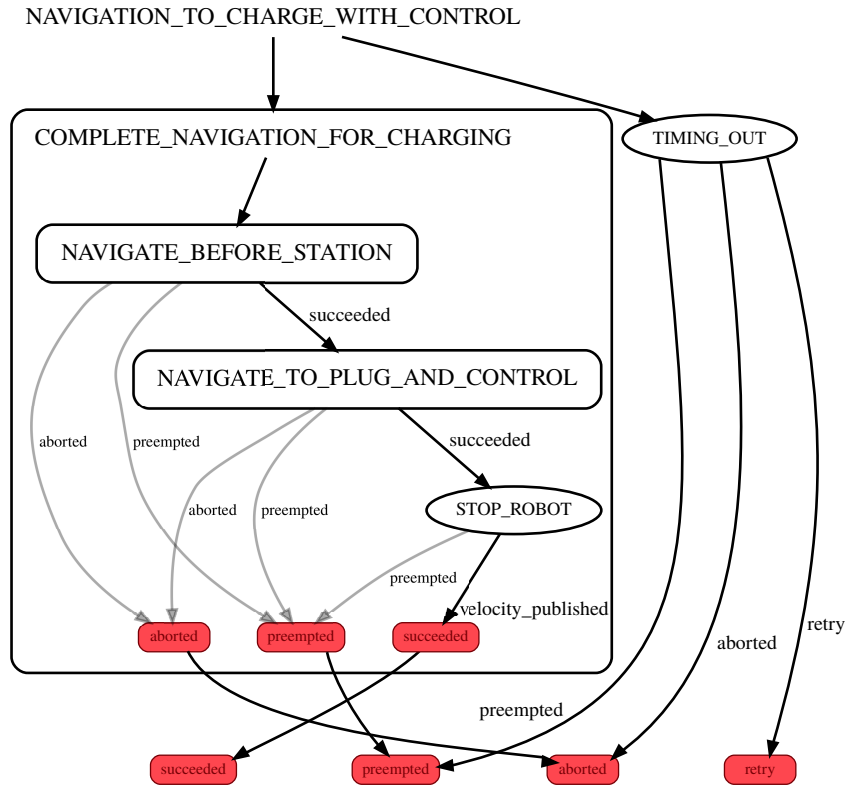 NAVIGATION_TO_CHARGE_WITH_CONTROL
COMPLETE_NAVIGATION_FOR_CHARGING
TIMING_OUT
NAVIGATE_BEFORE_STATION
succeeded
NAVIGATE_TO_PLUG_AND_CONTROL
aborted
preempted
succeeded
aborted
preempted
STOP_ROBOT
preempted
velocity_published
retry
aborted
preempted
succeeded
aborted
preempted
succeeded
preempted
aborted
retry